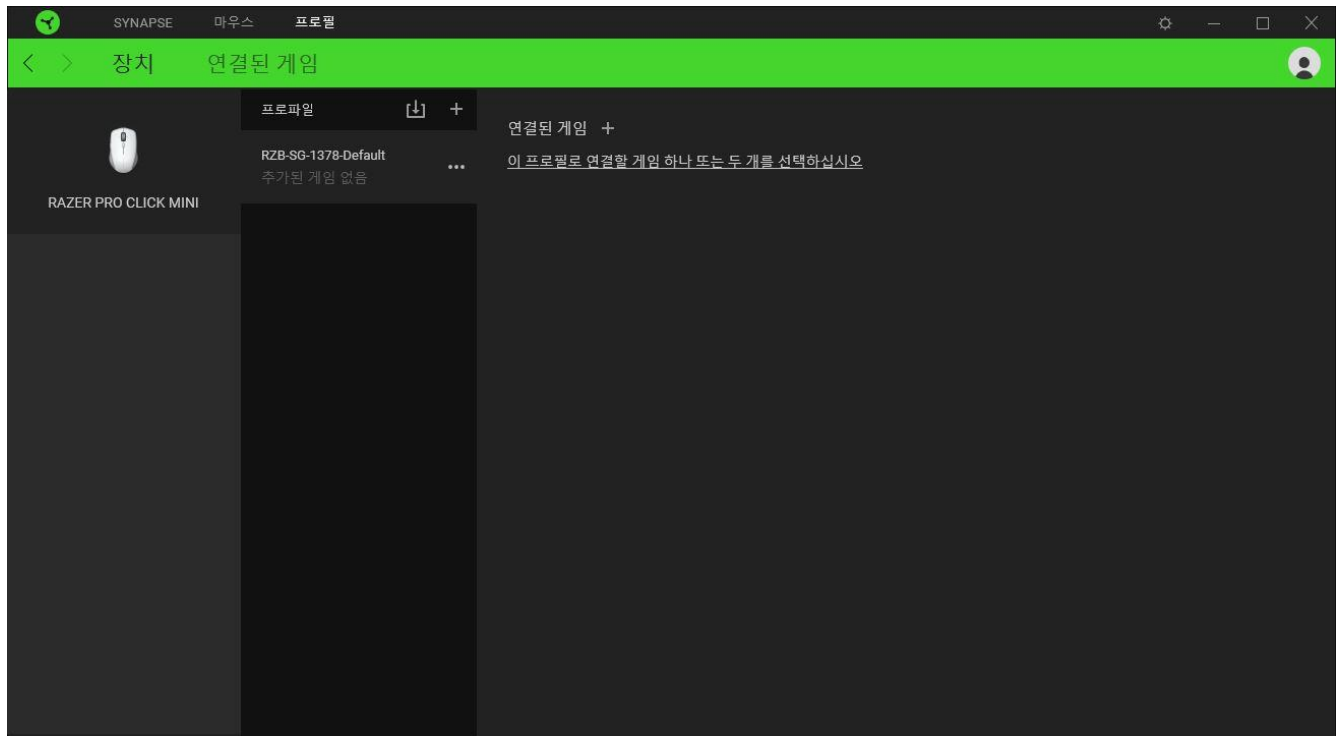 SYNAPSE 마우스 프로필
장치 연결된 게임
RAZER PRO CLICK MINI
프로파일
RZB-SG-1378-Default
추가된 게임 없음
연결된 게임
이 프로필로 연결할 게임 하나 또는 두 개를 선택하십시오